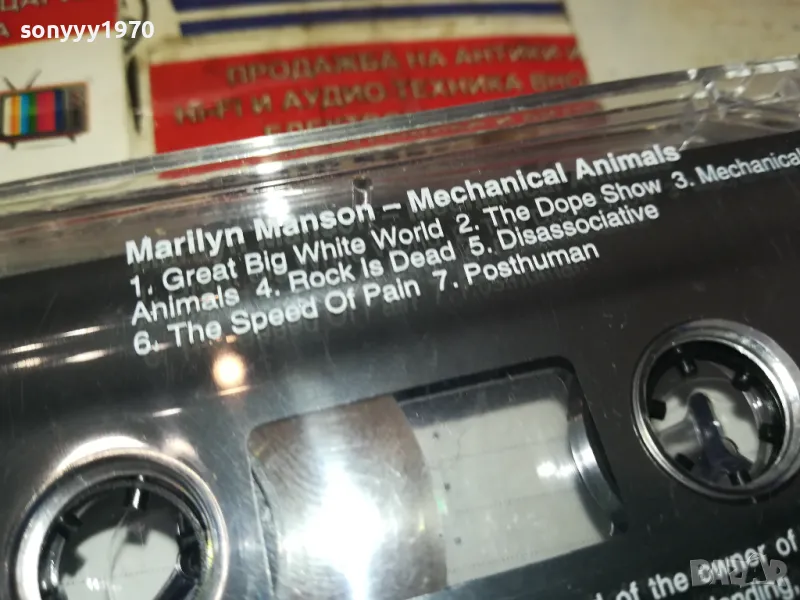 sonyyy1970
ПРОДАЖБА НА АНТИКИ И
HI-FI И АУДИО ТЕХНИКА
Marilyn Manson – Mechanical Animals
1. Great Big White World 2. The Dope Show 3. Mechanical
Animals 4. Rock Is Dead 5. Disassociative
6. The Speed Of Pain 7. Posthuman
of the owner of
BAZAR